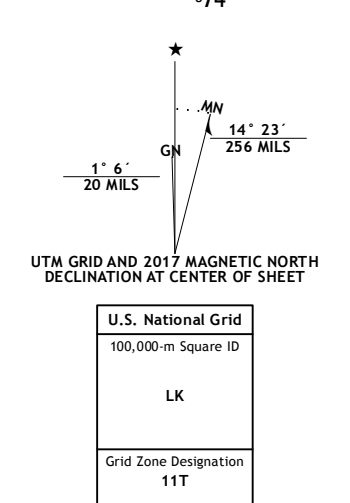 ⁶74
★
MN
GN
14° 23´
256 MILS
1° 6´
20 MILS
UTM GRID AND 2017 MAGNETIC NORTH
DECLINATION AT CENTER OF SHEET
U.S. National Grid
100,000-m Square ID
LK
Grid Zone Designation
11T